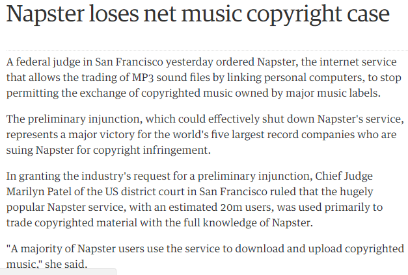 Napster loses net music copyright case
A federal judge in San Francisco yesterday ordered Napster, the internet service
that allows the trading of MP3 sound files by linking personal computers, to stop
permitting the exchange of copyrighted music owned by major music labels.
The preliminary injunction, which could effectively shut down Napster's service,
represents a major victory for the world's five largest record companies who are
suing Napster for copyright infringement.
In granting the industry's request for a preliminary injunction, Chief Judge
Marilyn Patel of the US district court in San Francisco ruled that the hugely
popular Napster service, with an estimated 20m users, was used primarily to
trade copyrighted material with the full knowledge of Napster.
"A majority of Napster users use the service to download and upload copyrighted
music," she said.